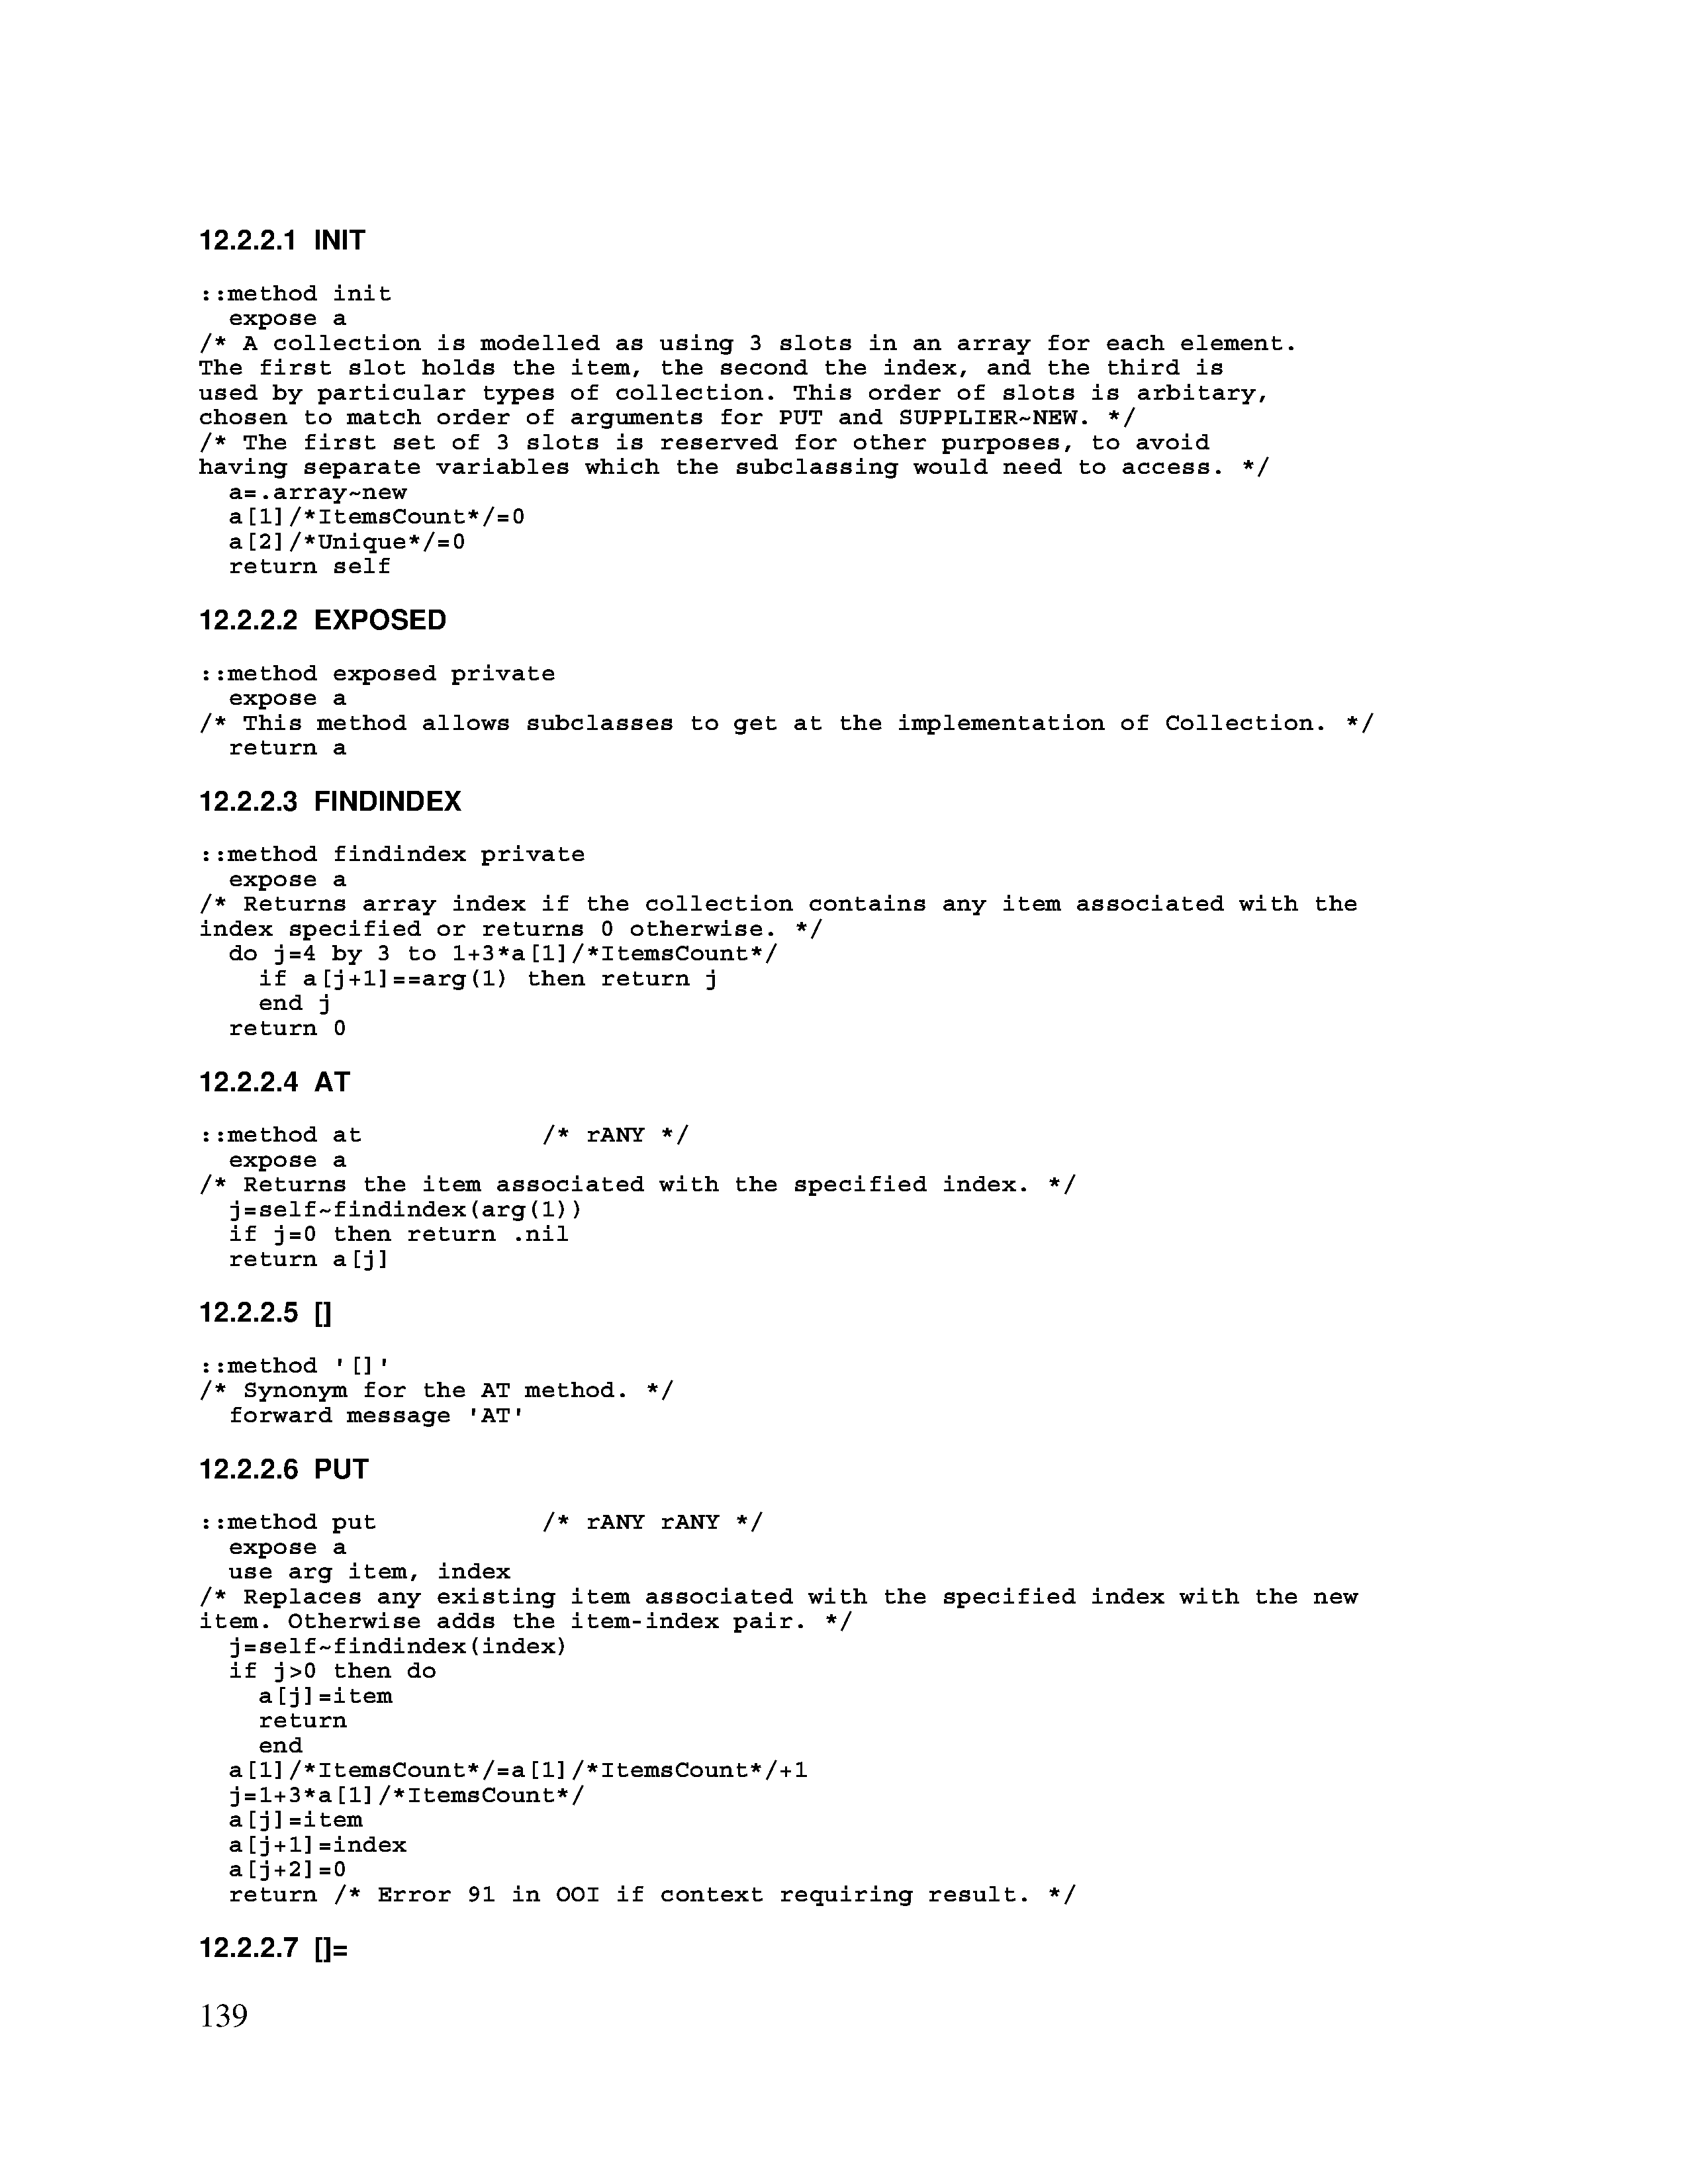 12.2.2.1 INIT
::method init
  expose a
/* A collection is modelled as using 3 slots in an array for each element.
The first slot holds the item, the second the index, and the third is
used by particular types of collection. This order of slots is arbitary,
chosen to match order of arguments for PUT and SUPPLIER~NEW. */
/* The first set of 3 slots is reserved for other purposes, to avoid
having separate variables which the subclassing would need to access. */
  a=.array~new
  a[1]/*ItemsCount*/=0
  a[2]/*Unique*/=0
  return self
12.2.2.2 EXPOSED
::method exposed private
  expose a
/* This method allows subclasses to get at the implementation of Collection. */
  return a
12.2.2.3 FINDINDEX
::method findindex private
  expose a
/* Returns array index if the collection contains any item associated with the
index specified or returns 0 otherwise. */
  do j=4 by 3 to 1+3*a[1]/*ItemsCount*/
    if a[j+1]==arg(1) then return j
    end j
  return 0
12.2.2.4 AT
::method at            /* rANY */
  expose a
/* Returns the item associated with the specified index. */
  j=self~findindex(arg(1))
  if j=0 then return .nil
  return a[j]
12.2.2.5 []
::method '[]'
/* Synonym for the AT method. */
  forward message 'AT'
12.2.2.6 PUT
::method put           /* rANY rANY */
  expose a
  use arg item, index
/* Replaces any existing item associated with the specified index with the new
item. Otherwise adds the item-index pair. */
  j=self~findindex(index)
  if j>0 then do
    a[j]=item
    return
    end
  a[1]/*ItemsCount*/=a[1]/*ItemsCount*/+1
  j=1+3*a[1]/*ItemsCount*/
  a[j]=item
  a[j+1]=index
  a[j+2]=0
  return /* Error 91 in OOI if context requiring result. */
12.2.2.7 []=
139